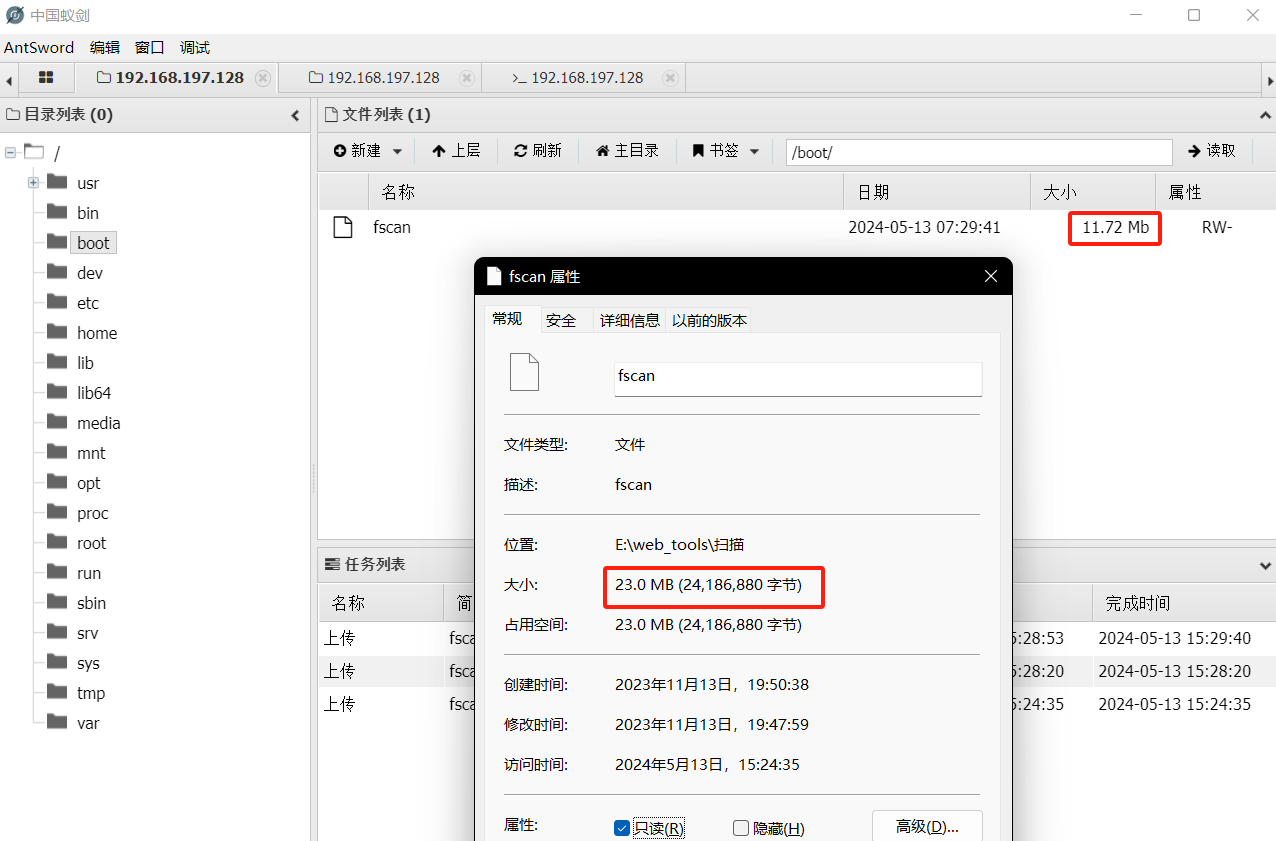 中国蚁剑
AntSword 编辑 窗口 调试
192.168.197.128 192.168.197.128 >_ 192.168.197.128
目录列表 (0)
/
usr
bin
boot
dev
etc
home
lib
lib64
media
mnt
opt
proc
root
run
sbin
srv
sys
tmp
var
文件列表 (1)
新建 上层 刷新 主目录 书签 /boot/ 读取
名称 日期 大小 属性
fscan 2024-05-13 07:29:41 11.72 Mb RW-
fscan 属性
常规 安全 详细信息 以前的版本
fscan
文件类型: 文件
描述: fscan
位置: E:\web_tools\扫描
大小: 23.0 MB (24,186,880 字节)
占用空间: 23.0 MB (24,186,880 字节)
创建时间: 2023年11月13日，19:50:38
修改时间: 2023年11月13日，19:47:59
访问时间: 2024年5月13日，15:24:35
属性: 只读(R) 隐藏(H) 高级(D)...
任务列表
名称 简 完成时间
上传 fsca 5:28:53 2024-05-13 15:29:40
上传 fsca 5:28:20 2024-05-13 15:28:20
上传 fsca 5:24:35 2024-05-13 15:24:35